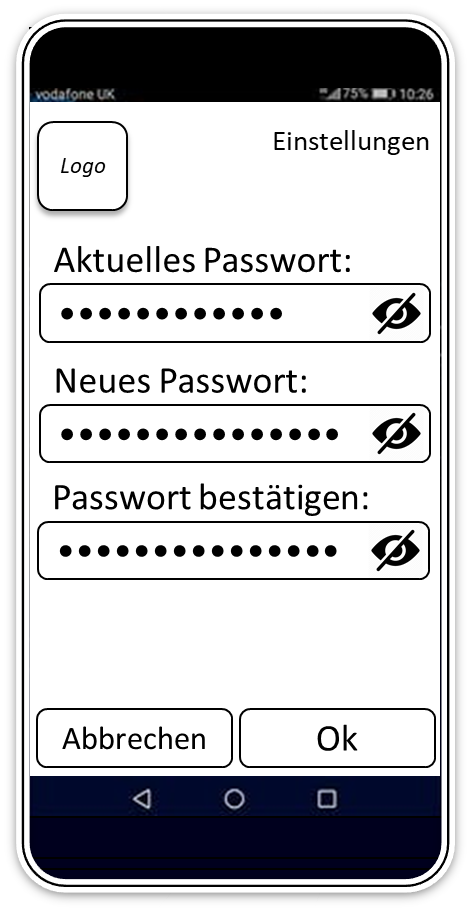 vodafone UK 75% 10:26
Logo
Einstellungen
Aktuelles Passwort:
●●●●●●●●●●●●
Neues Passwort:
●●●●●●●●●●●●●●●
Passwort bestätigen:
●●●●●●●●●●●●●●●
Abbrechen Ok